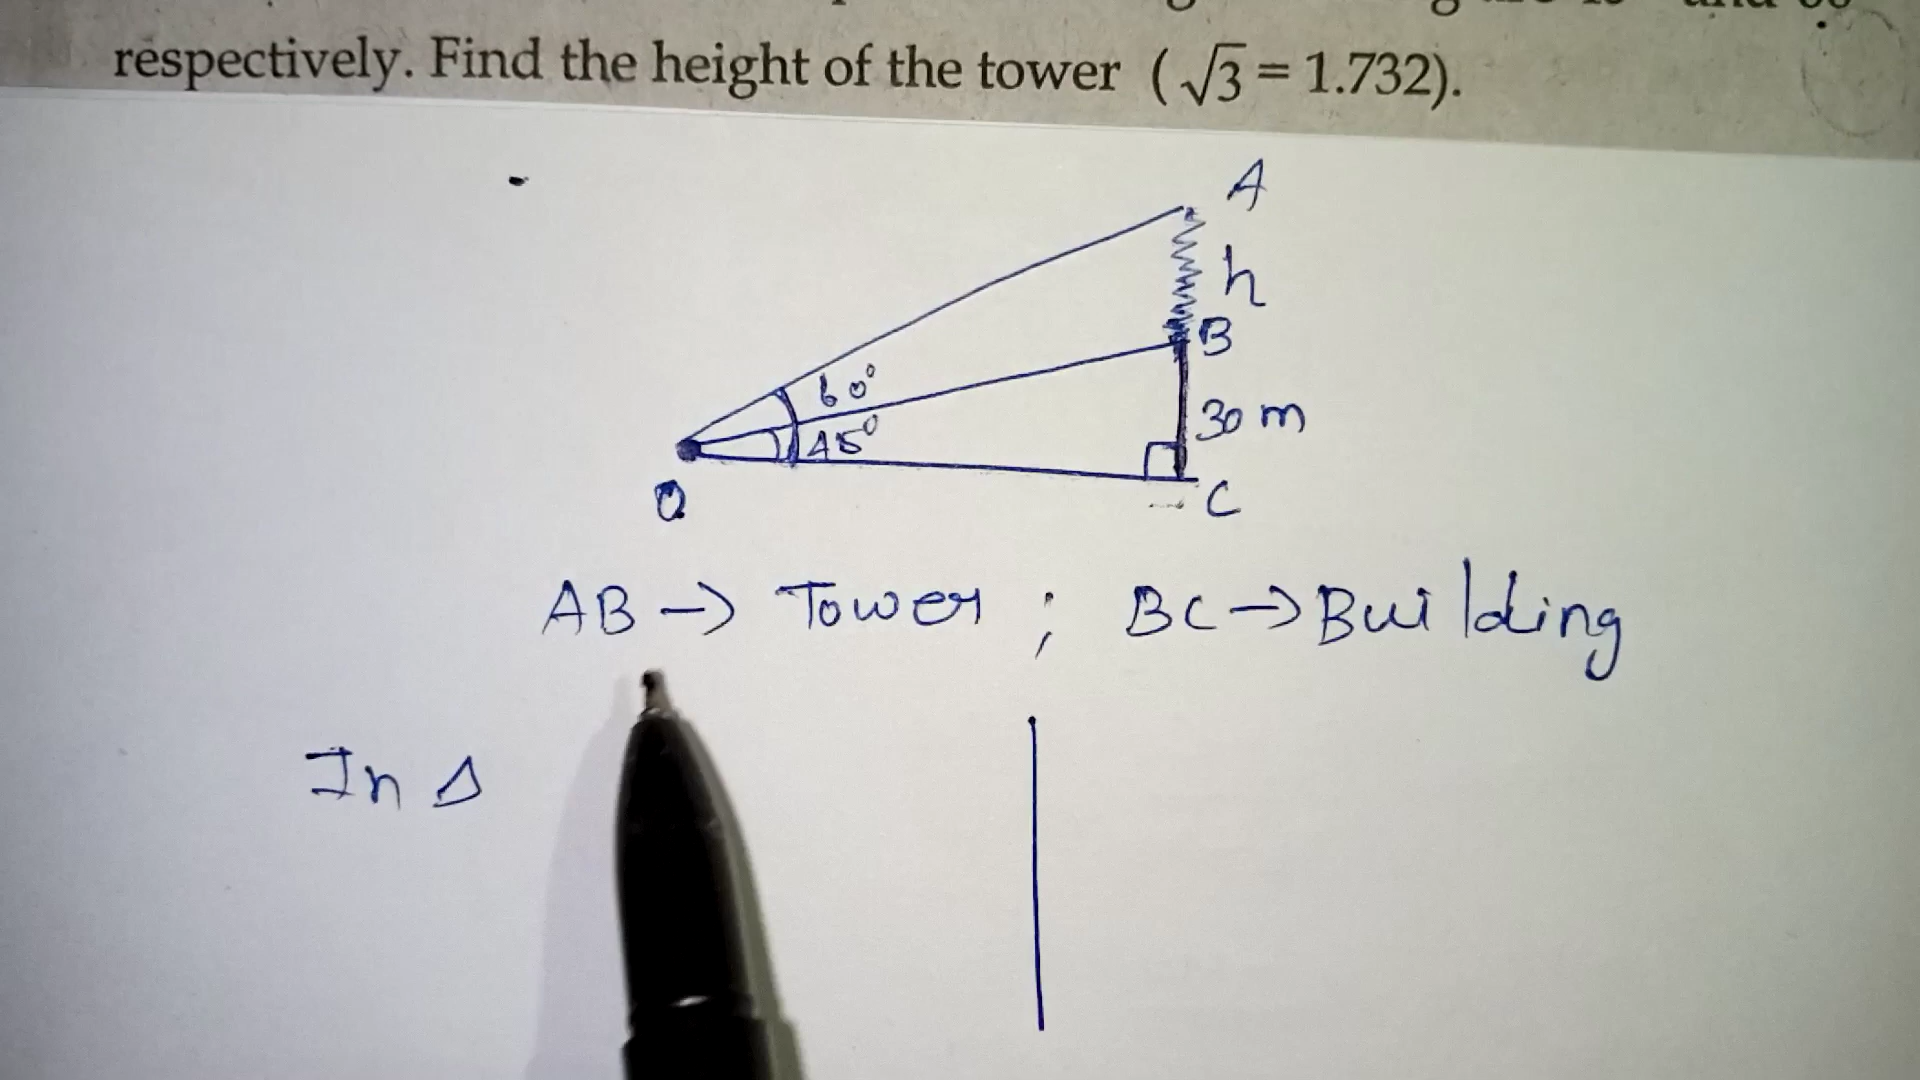 respectively. Find the height of the tower (√3 = 1.732).
A
h
B
60°
45°
30 m
O
C
AB → Tower ; BC → Building
In Δ